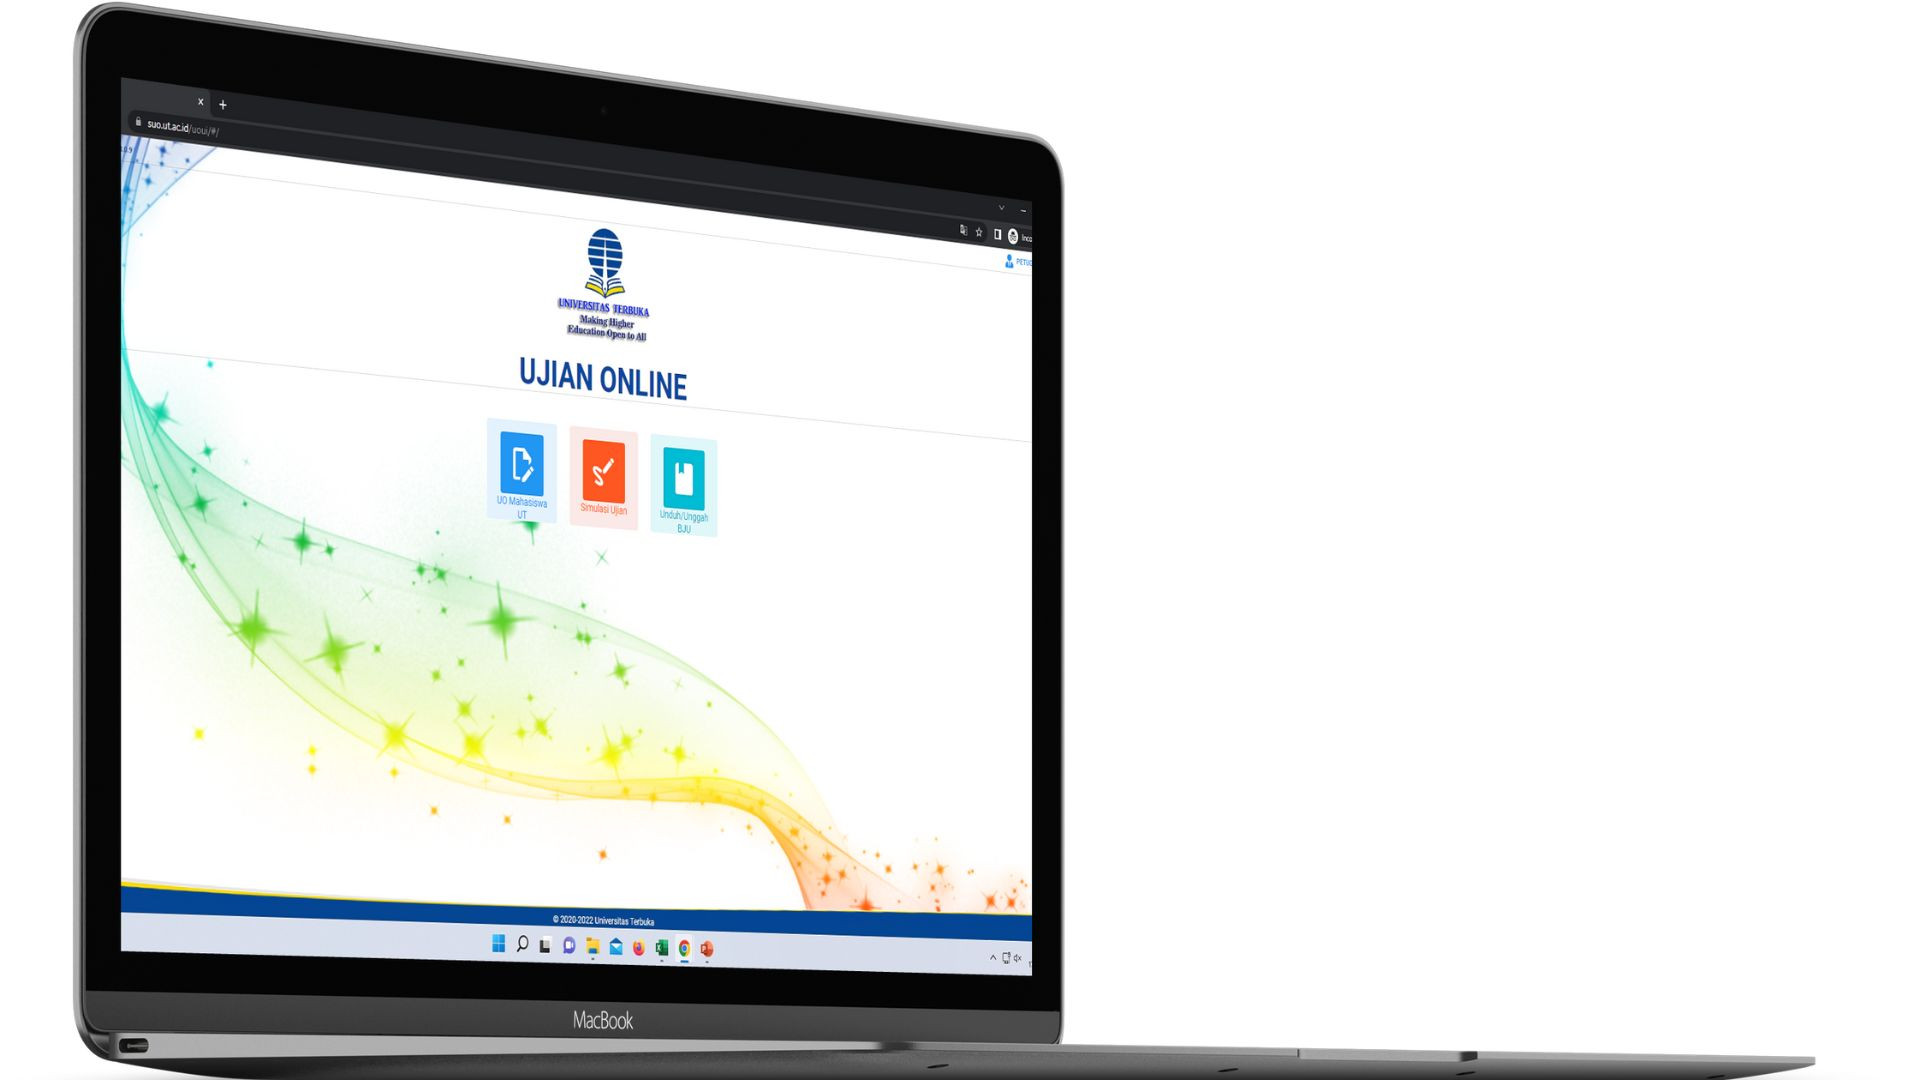 suo.ut.ac.id/uoui/#/
UNIVERSITAS TERBUKA
Making Higher
Education Open to All
UJIAN ONLINE
UO Mahasiswa
UT
Simulasi Ujian
Unduh/Unggah
BJU
© 2020-2022 Universitas Terbuka
MacBook